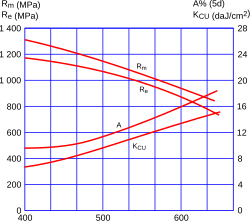 Rm (MPa) A% (5d)
Re (MPa) KCU (daJ/cm²)
1 400 28
1 200 24
1 000 20
800 16
600 12
400 8
200 4
0 0
400 500 600
Rm
Re
A
KCU